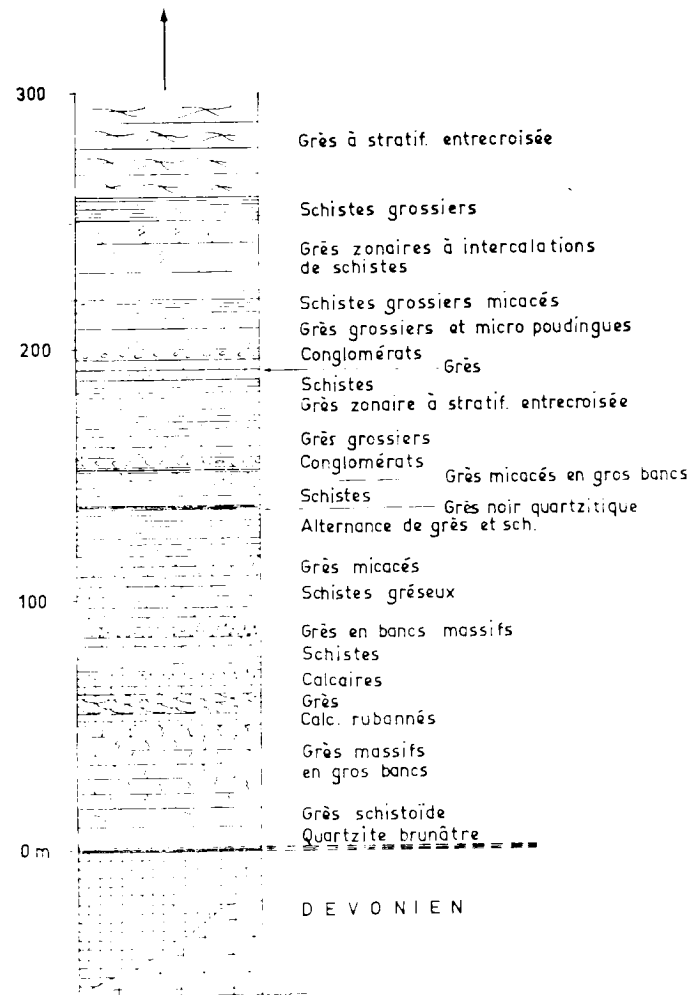 300
Grès à stratif. entrecroisée
Schistes grossiers
Grès zonaires à intercalations
de schistes
Schistes grossiers micacés
Grès grossiers et micro poudingues
200
Conglomérats
Grès
Schistes
Grès zonaire à stratif. entrecroisée
Grès grossiers
Conglomérats
Grès micacés en gros bancs
Schistes
Grès noir quartzitique
Alternance de grès et sch.
Grès micacés
Schistes gréseux
100
Grès en bancs massifs
Schistes
Calcaires
Grès
Calc. rubannés
Grès massifs
en gros bancs
Grès schistoïde
Quartzite brunâtre
0 m
DEVONIEN